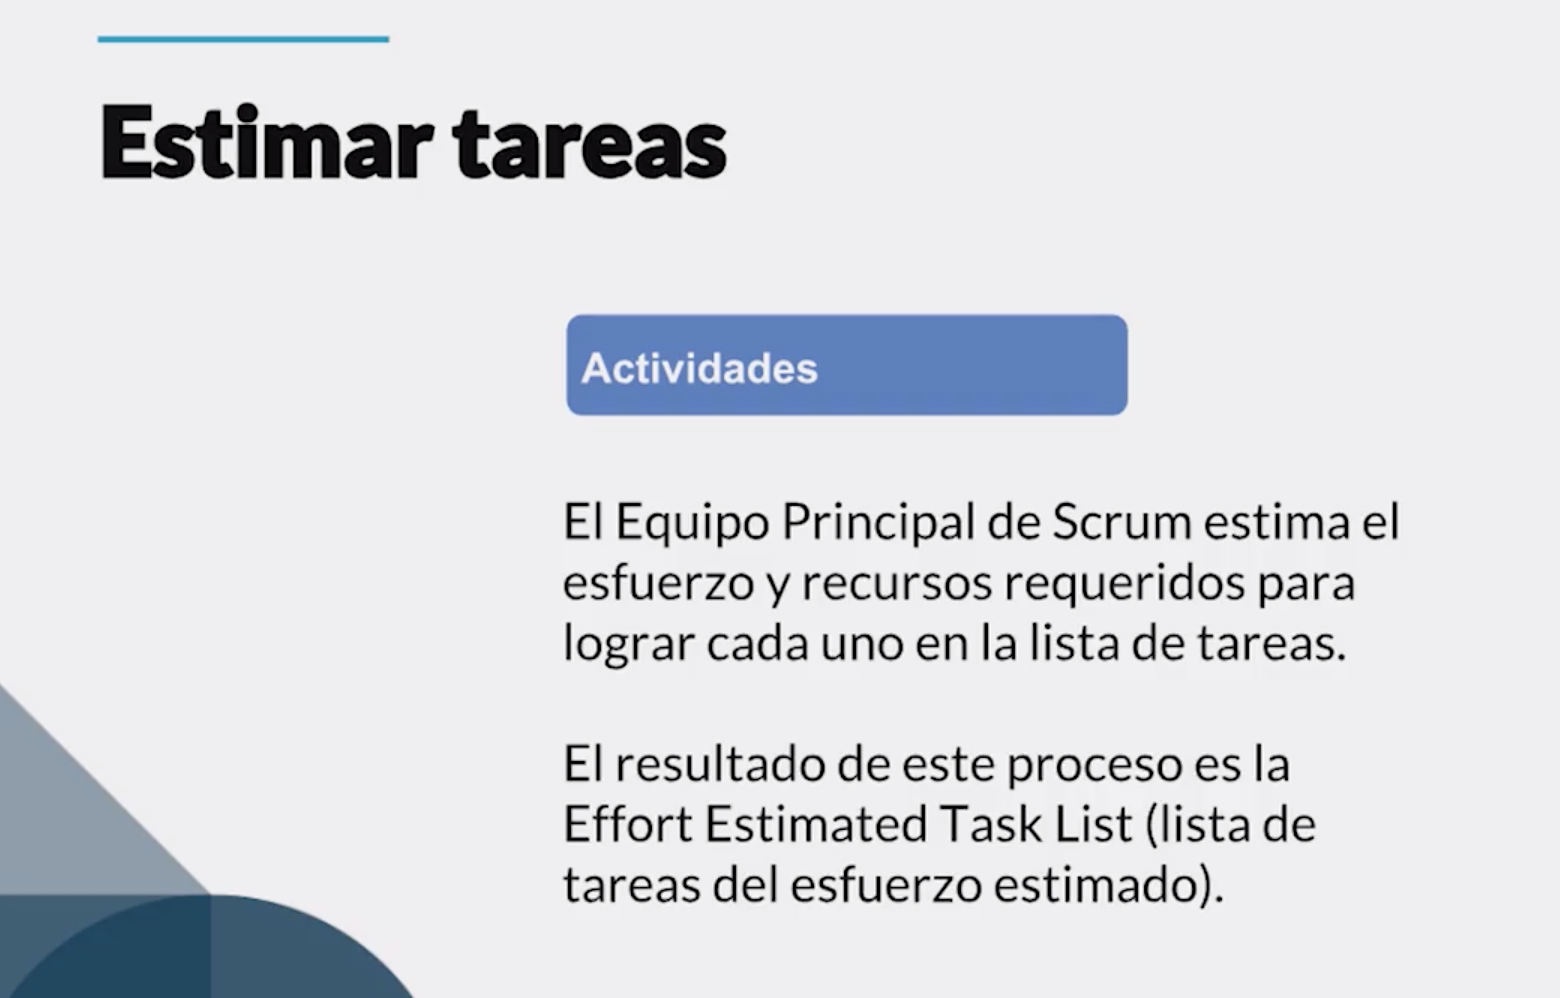 Estimar tareas
Actividades
El Equipo Principal de Scrum estima el
esfuerzo y recursos requeridos para
lograr cada uno en la lista de tareas.
El resultado de este proceso es la
Effort Estimated Task List (lista de
tareas del esfuerzo estimado).